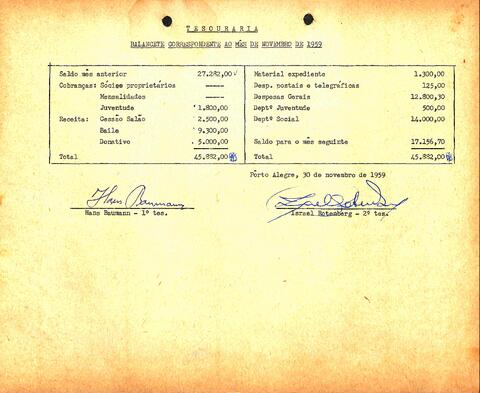 TESOURARIA
BALANCETE CORRESPONDENTE AO MÊS DE NOVEMBRO DE 1959
Saldo mês anterior 27.282,00
Cobranças: Sócios proprietários -----
Mensalidades -----
Juventude 1.800,00
Receita: Cessão Salão 2.500,00
Baile 9.300,00
Donativo 5.000,00
Total 45.882,00
Material expediente 1.300,00
Desp. postais e telegráficas 125,00
Despesas Gerais 12.800,30
Deptº Juventude 500,00
Deptº Social 14.000,00
Saldo para o mês seguinte 17.156,70
Total 45.882,00
Pôrto Alegre, 30 de novembro de 1959
Hans Baumann
Hans Baumann - 1º tes.
Israel Rotenberg - 2º tes.